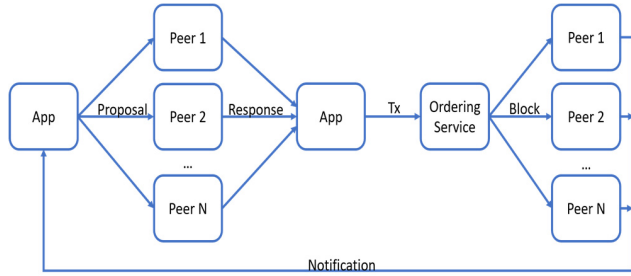 App
Proposal
Peer 1
Peer 2
...
Peer N
Response
App
Tx
Ordering
Service
Block
Peer 1
Peer 2
...
Peer N
Notification